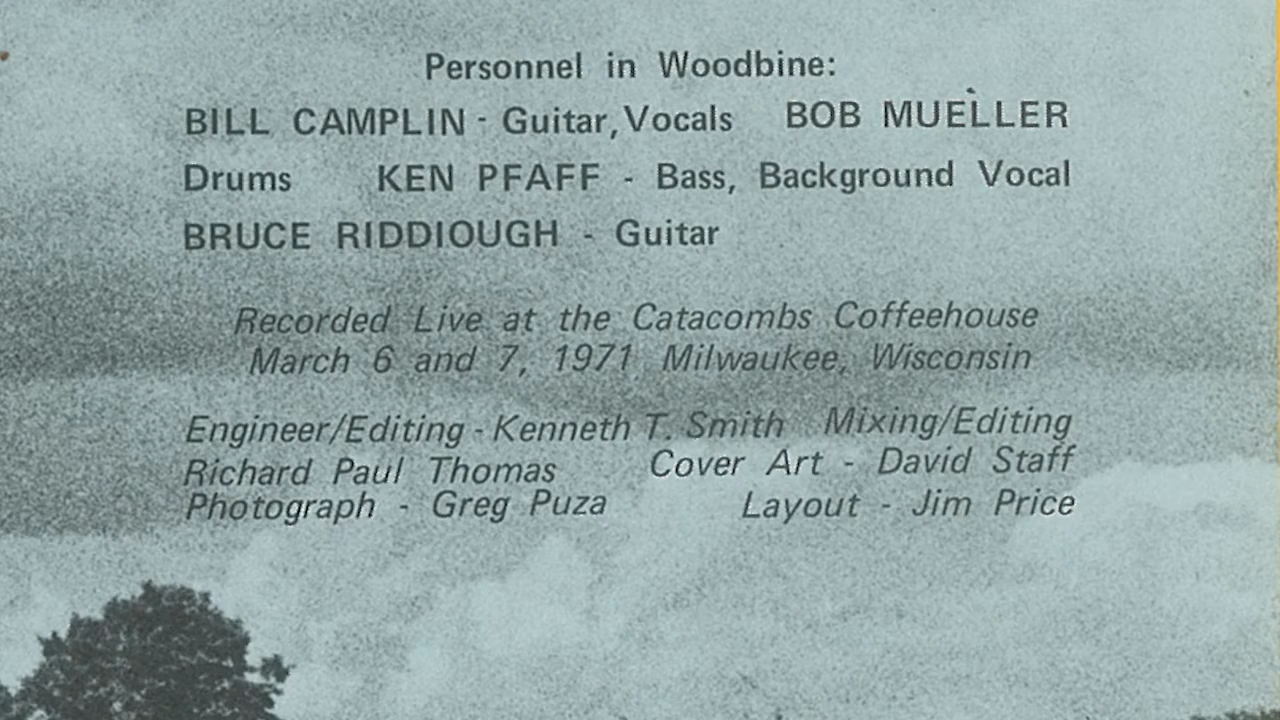 Personnel in Woodbine:
BILL CAMPLIN - Guitar, Vocals BOB MUELLER
Drums KEN PFAFF - Bass, Background Vocal
BRUCE RIDDIOUGH - Guitar
Recorded Live at the Catacombs Coffeehouse
March 6 and 7, 1971 Milwaukee, Wisconsin
Engineer/Editing - Kenneth T. Smith Mixing/Editing
Richard Paul Thomas Cover Art - David Staff
Photograph - Greg Puza Layout - Jim Price